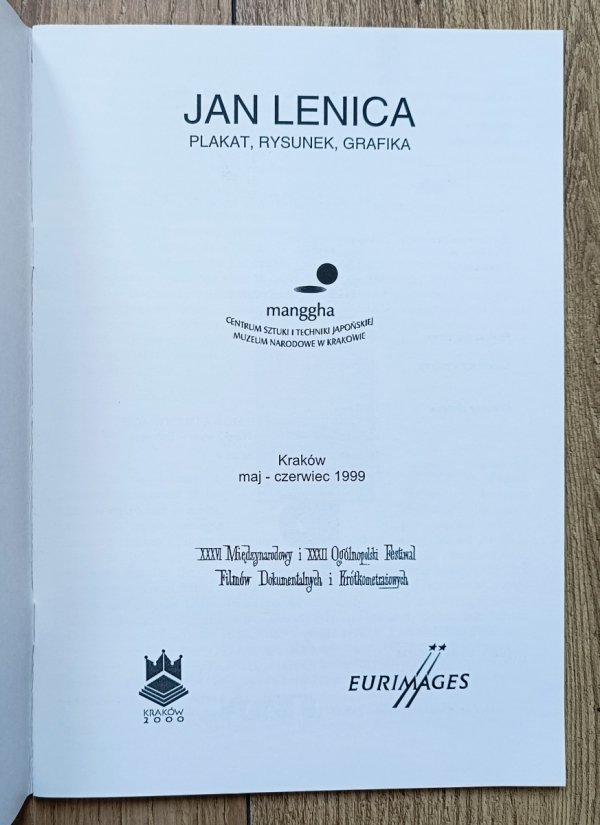 JAN LENICA
PLAKAT, RYSUNEK, GRAFIKA
manggha
CENTRUM SZTUKI I TECHNIKI JAPOŃSKIEJ
MUZEUM NARODOWE W KRAKOWIE
Kraków
maj - czerwiec 1999
XXXVI Międzynarodowy i XXXII Ogólnopolski Festiwal
Filmów Dokumentalnych i Krótkometrażowych
KRAKÓW
2000
EURIMAGES